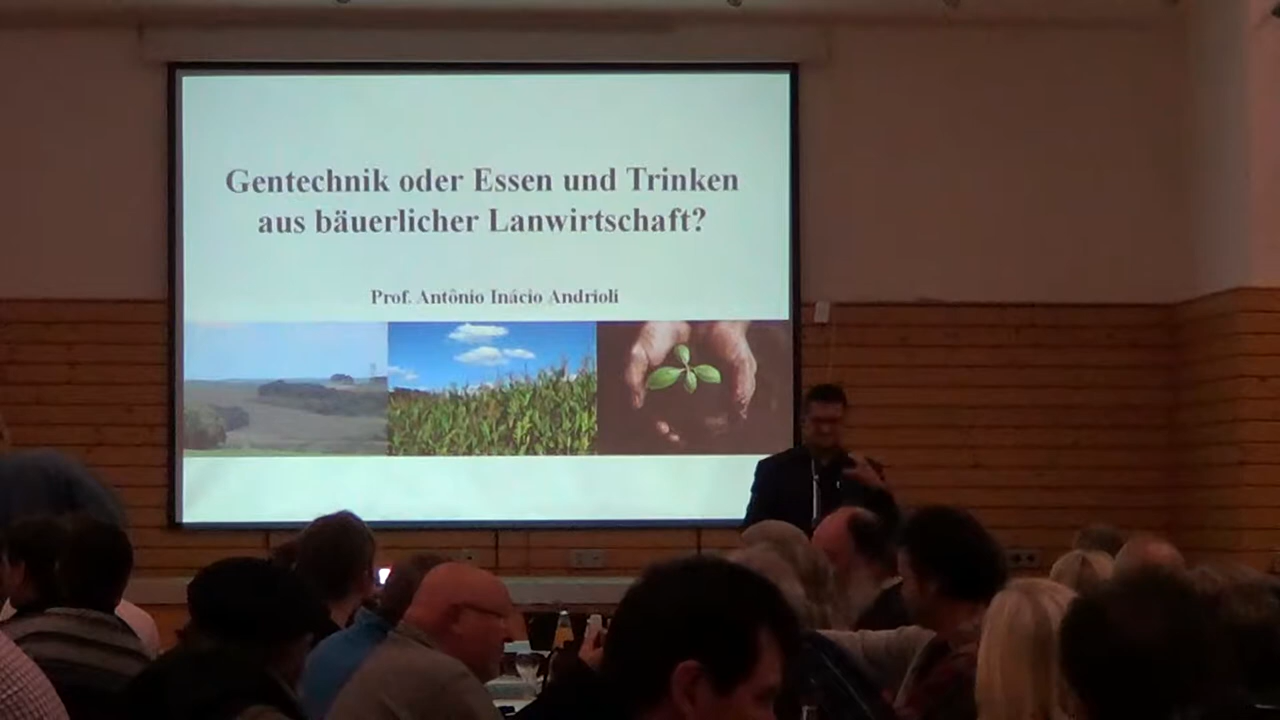 Gentechnik oder Essen und Trinken
aus bäuerlicher Lanwirtschaft?
Prof. Antônio Inácio Andrioli